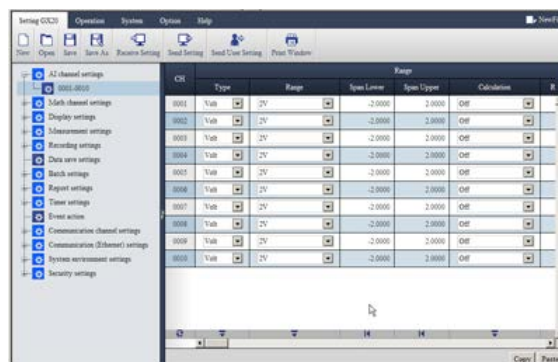 Setting GX20 Operation System Option Help
New Open Save Save As Receive Setting Send Setting Send User Setting Print Window
AI channel settings
0001-0010
Math channel settings
Display settings
Measurement settings
Recording settings
Data save settings
Batch settings
Report settings
Timer settings
Event action
Communication channel settings
Communication (Ethernet) settings
System environment settings
Security settings
CH Range
Type Range Span Lower Span Upper Calculation
0001 Volt 2V -2.0000 2.0000 Off
0002 Volt 2V -2.0000 2.0000 Off
0003 Volt 2V -2.0000 2.0000 Off
0004 Volt 2V -2.0000 2.0000 Off
0005 Volt 2V -2.0000 2.0000 Off
0006 Volt 2V -2.0000 2.0000 Off
0007 Volt 2V -2.0000 2.0000 Off
0008 Volt 2V -2.0000 2.0000 Off
0009 Volt 2V -2.0000 2.0000 Off
0010 Volt 2V -2.0000 2.0000 Off
Copy